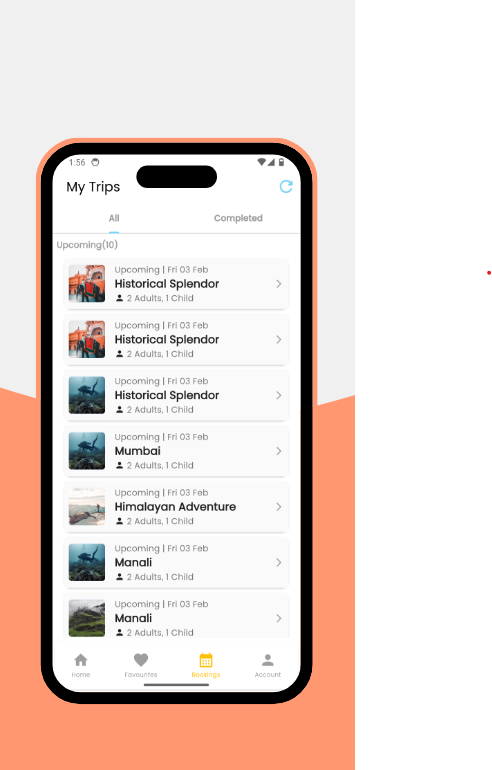 1:56
My Trips
All
Completed
Upcoming(10)
Upcoming | Fri 03 Feb
Historical Splendor
2 Adults, 1 Child
Upcoming | Fri 03 Feb
Historical Splendor
2 Adults, 1 Child
Upcoming | Fri 03 Feb
Historical Splendor
2 Adults, 1 Child
Upcoming | Fri 03 Feb
Mumbai
2 Adults, 1 Child
Upcoming | Fri 03 Feb
Himalayan Adventure
2 Adults, 1 Child
Upcoming | Fri 03 Feb
Manali
2 Adults, 1 Child
Upcoming | Fri 03 Feb
Manali
2 Adults, 1 Child
Home
Favourites
Bookings
Account